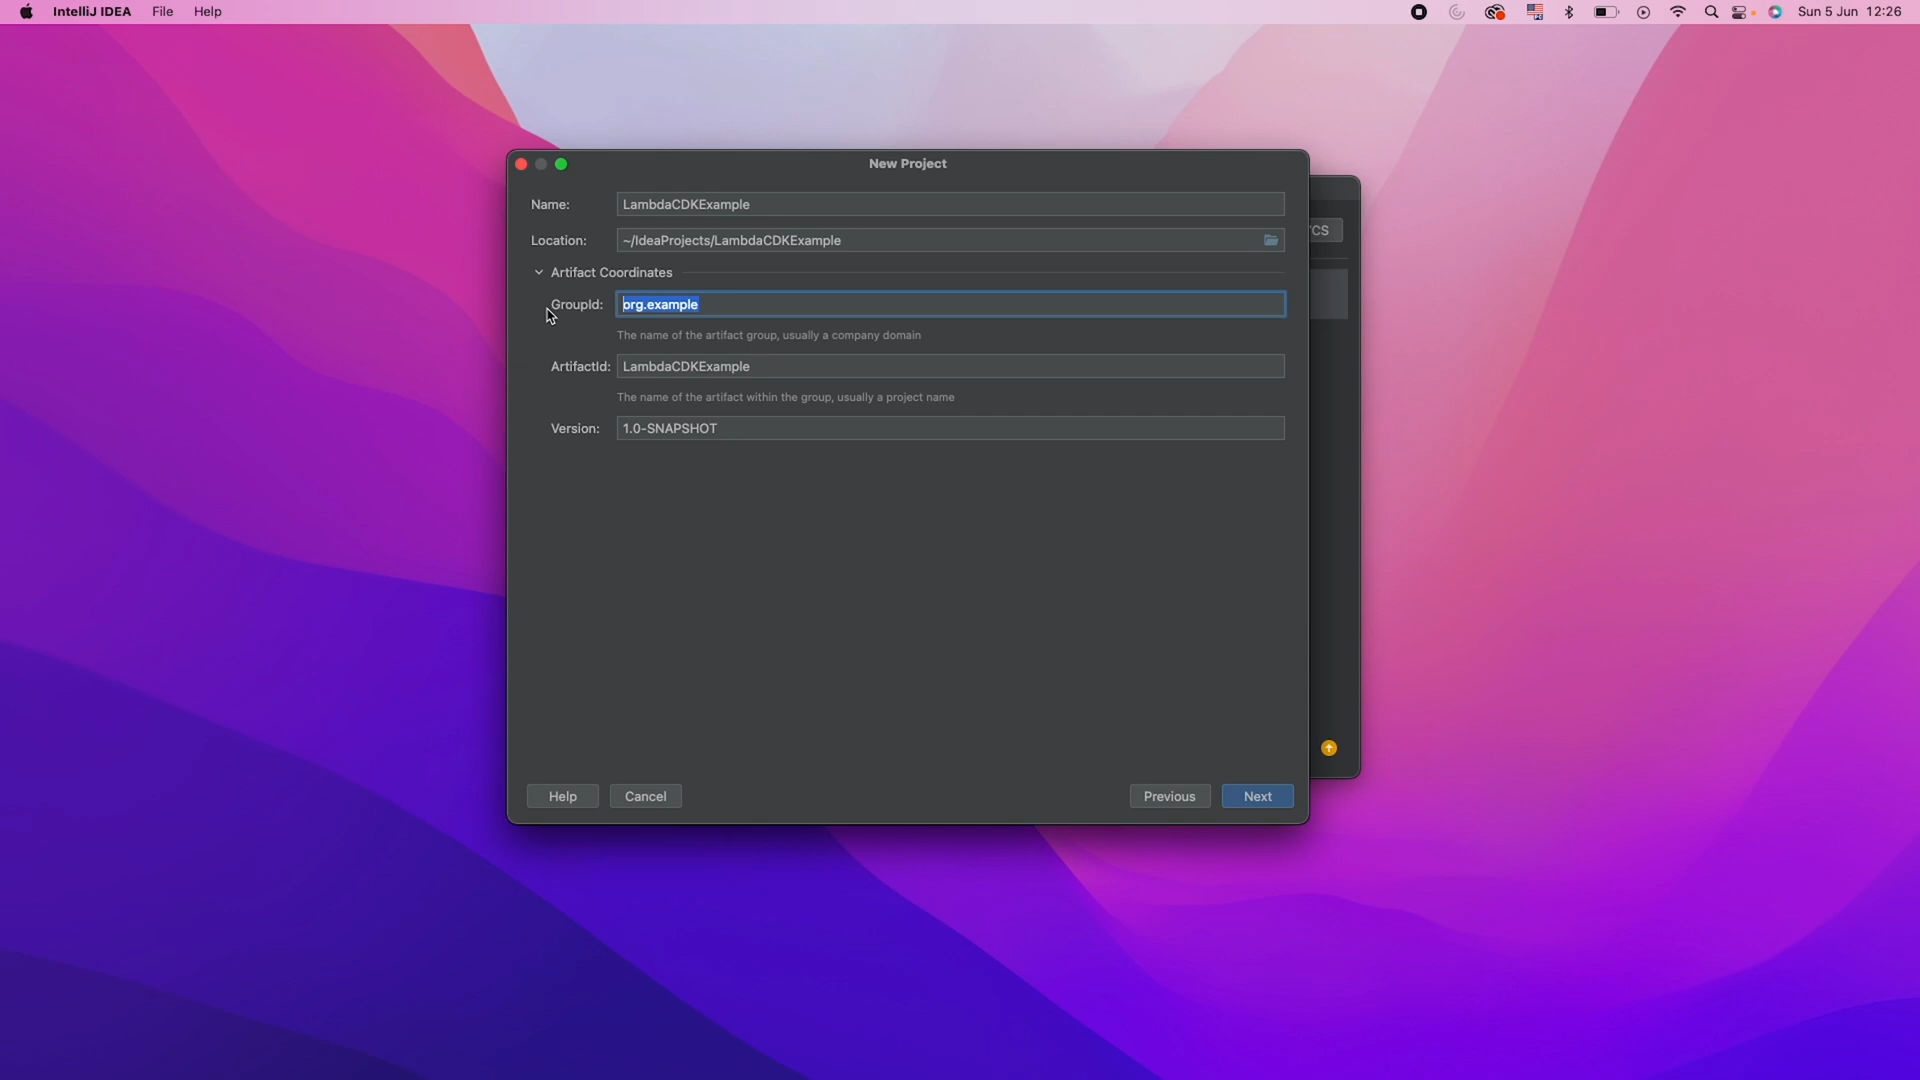 IntelliJ IDEA File Help Sun 5 Jun 12:26
New Project
Name: LambdaCDKExample
Location: ~/IdeaProjects/LambdaCDKExample
Artifact Coordinates
GroupId: org.example
The name of the artifact group, usually a company domain
ArtifactId: LambdaCDKExample
The name of the artifact within the group, usually a project name
Version: 1.0-SNAPSHOT
Help Cancel Previous Next